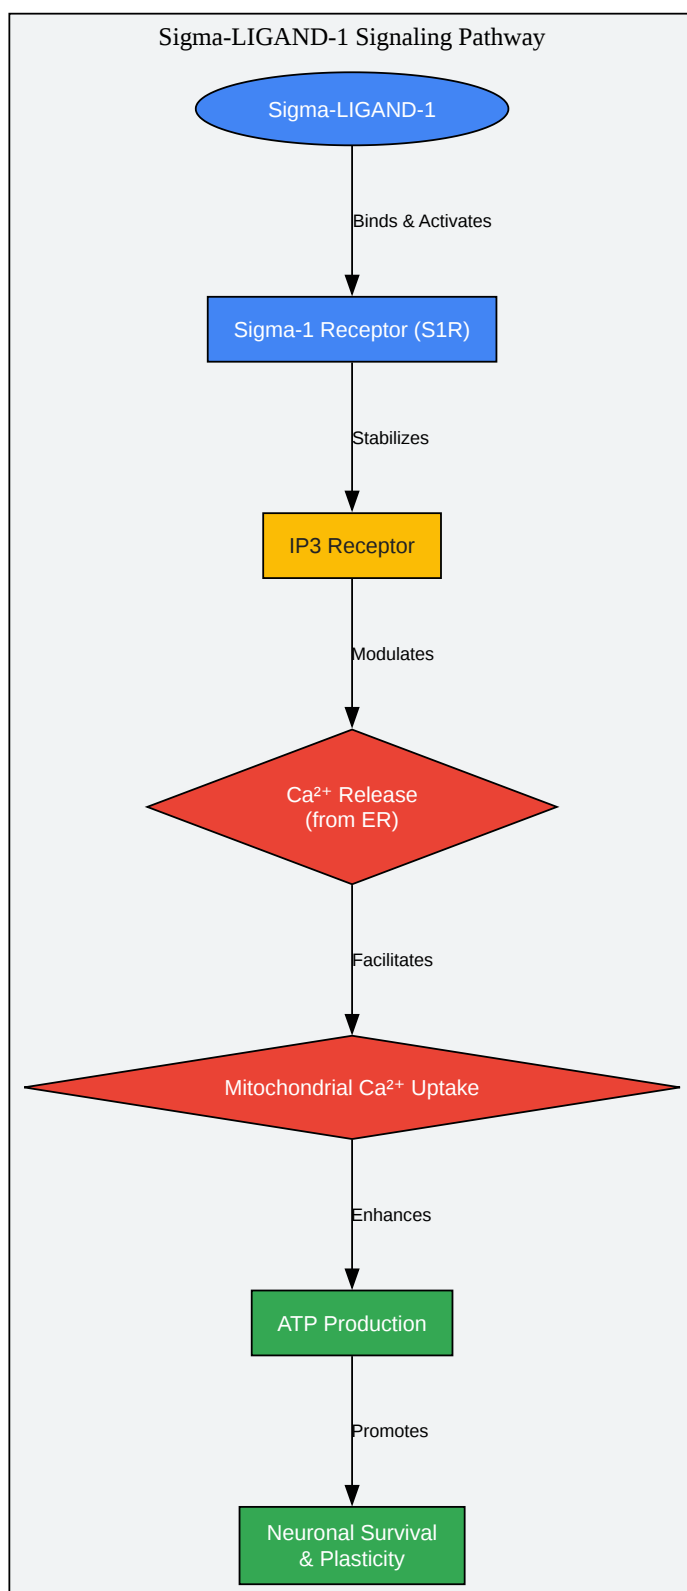 Sigma-LIGAND-1 Signaling Pathway
Sigma-LIGAND-1
Binds & Activates
Sigma-1 Receptor (S1R)
Stabilizes
IP3 Receptor
Modulates
Ca²⁺ Release
(from ER)
Facilitates
Mitochondrial Ca²⁺ Uptake
Enhances
ATP Production
Promotes
Neuronal Survival
& Plasticity